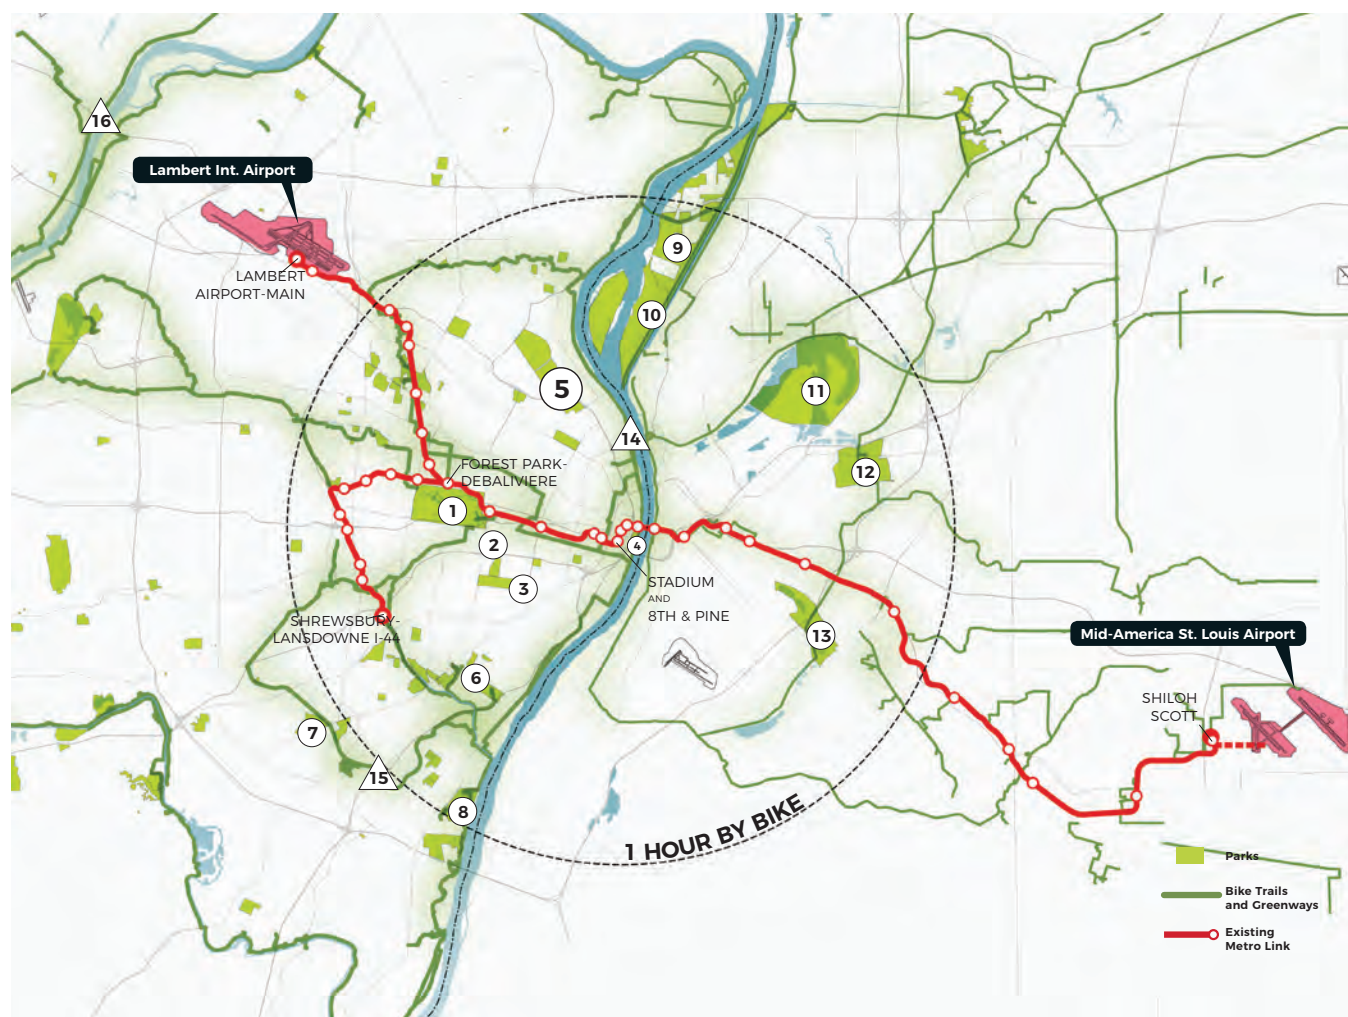 16
Lambert Int. Airport
LAMBERT
AIRPORT-MAIN
9
10
5
11
14
FOREST PARK-
DEBALIVIERE
12
1
2
4
3
STADIUM
AND
8TH & PINE
SHREWSBURY-
LANSDOWNE I-44
13
Mid-America St. Louis Airport
6
SHILOH
SCOTT
7
15
8
1 HOUR BY BIKE
Parks
Bike Trails
and Greenways
Existing
Metro Link